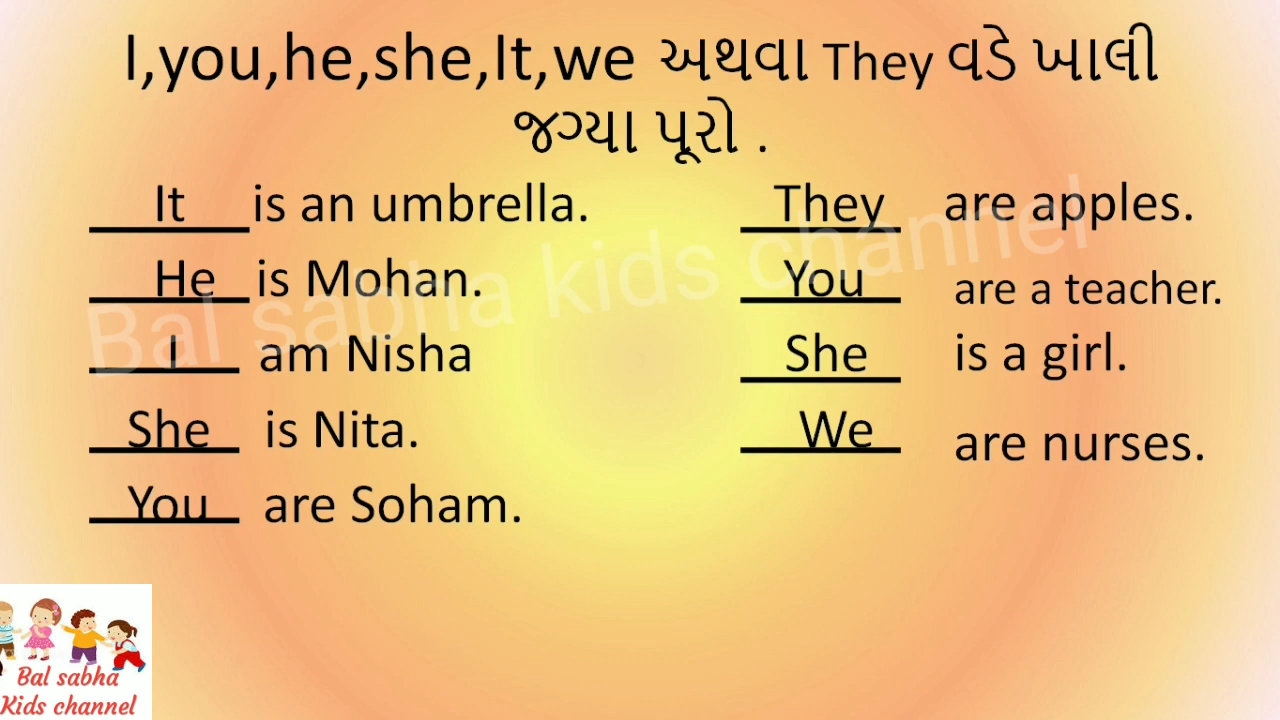 I,you,he,she,It,we અથવા They વડે ખાલી
જગ્યા પૂરો .
It is an umbrella.
He is Mohan.
I am Nisha
She is Nita.
You are Soham.
They are apples.
You are a teacher.
She is a girl.
We are nurses.
Bal sabha kids channel
Bal sabha
Kids channel